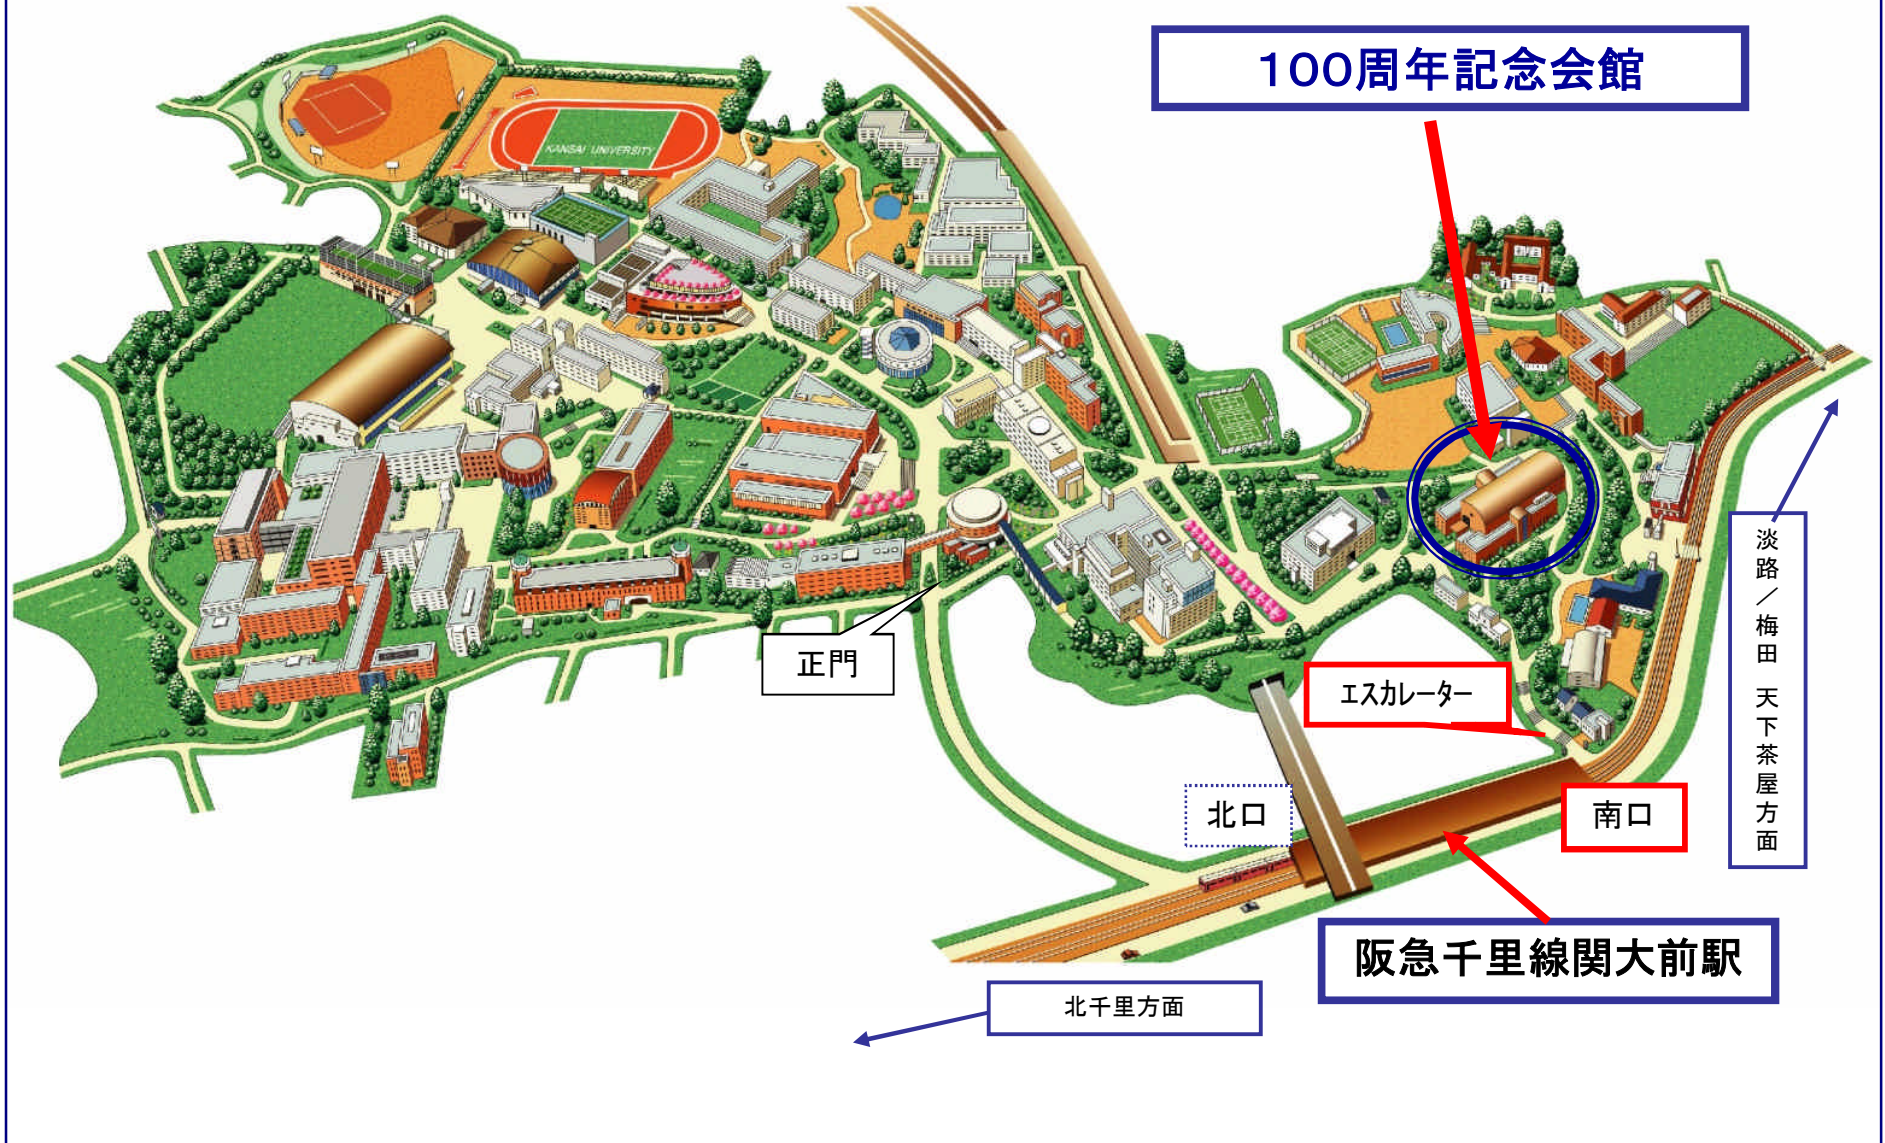 100周年記念会館
KANSAI UNIVERSITY
淡路／梅田 天下茶屋方面
正門
エスカレーター
北口
南口
阪急千里線関大前駅
北千里方面